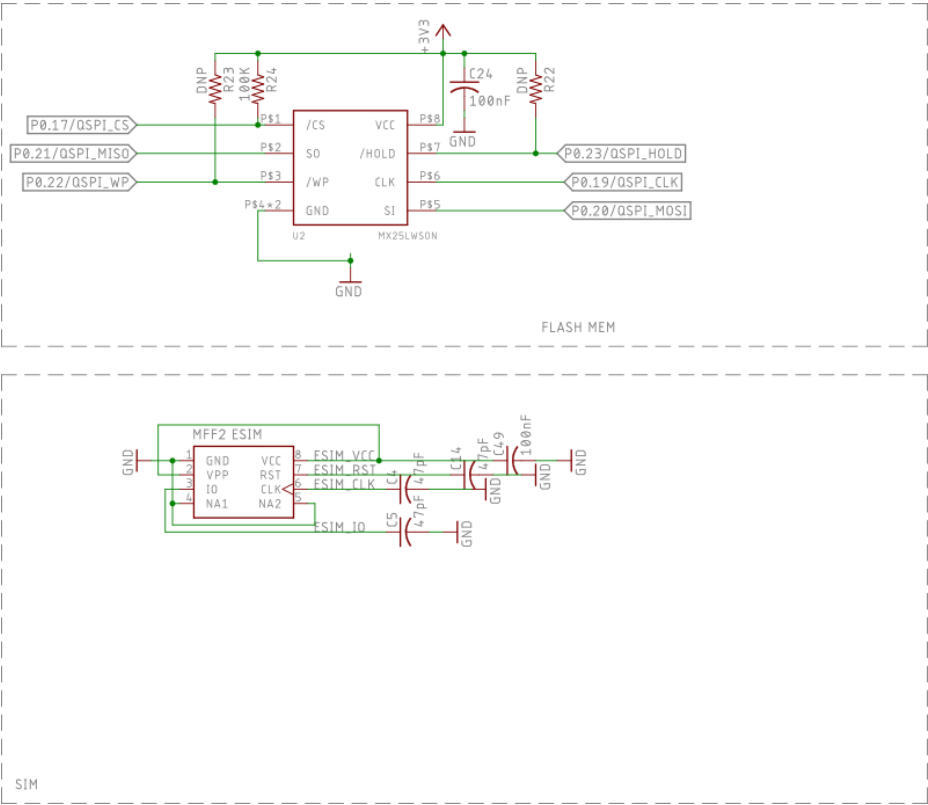 +3V3
DNP R23
100K R24
C24
100nF
DNP R22
GND
P0.17/QSPI_CS P$1 /CS VCC P$8
P0.21/QSPI_MISO P$2 SO /HOLD P$7 P0.23/QSPI_HOLD
P0.22/QSPI_WP P$3 /WP CLK P$6 P0.19/QSPI_CLK
P$4*2 GND SI P$5 P0.20/QSPI_MOSI
U2 MX25LWSON
GND
FLASH MEM
MFF2 ESIM
GND 1 GND VCC 8 ESIM_VCC C49 100nF GND
2 VPP RST 7 ESIM_RST C14 47pF GND
3 IO CLK 6 ESIM_CLK C4 47pF GND
4 NA1 NA2 5
ESIM_IO C5 47pF GND
SIM